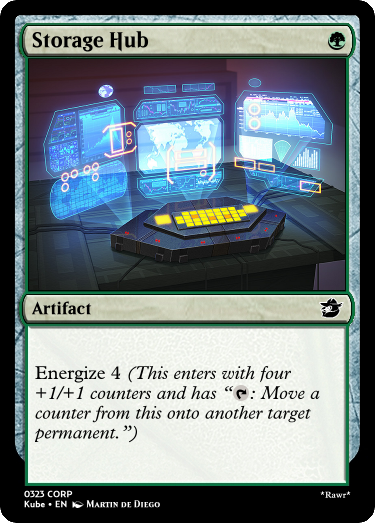 Storage Hub
Artifact
Energize 4 (This enters with four
+1/+1 counters and has “: Move a
counter from this onto another target
permanent.”)
0323 CORP
Kube • EN Martin de Diego
*Rawr*